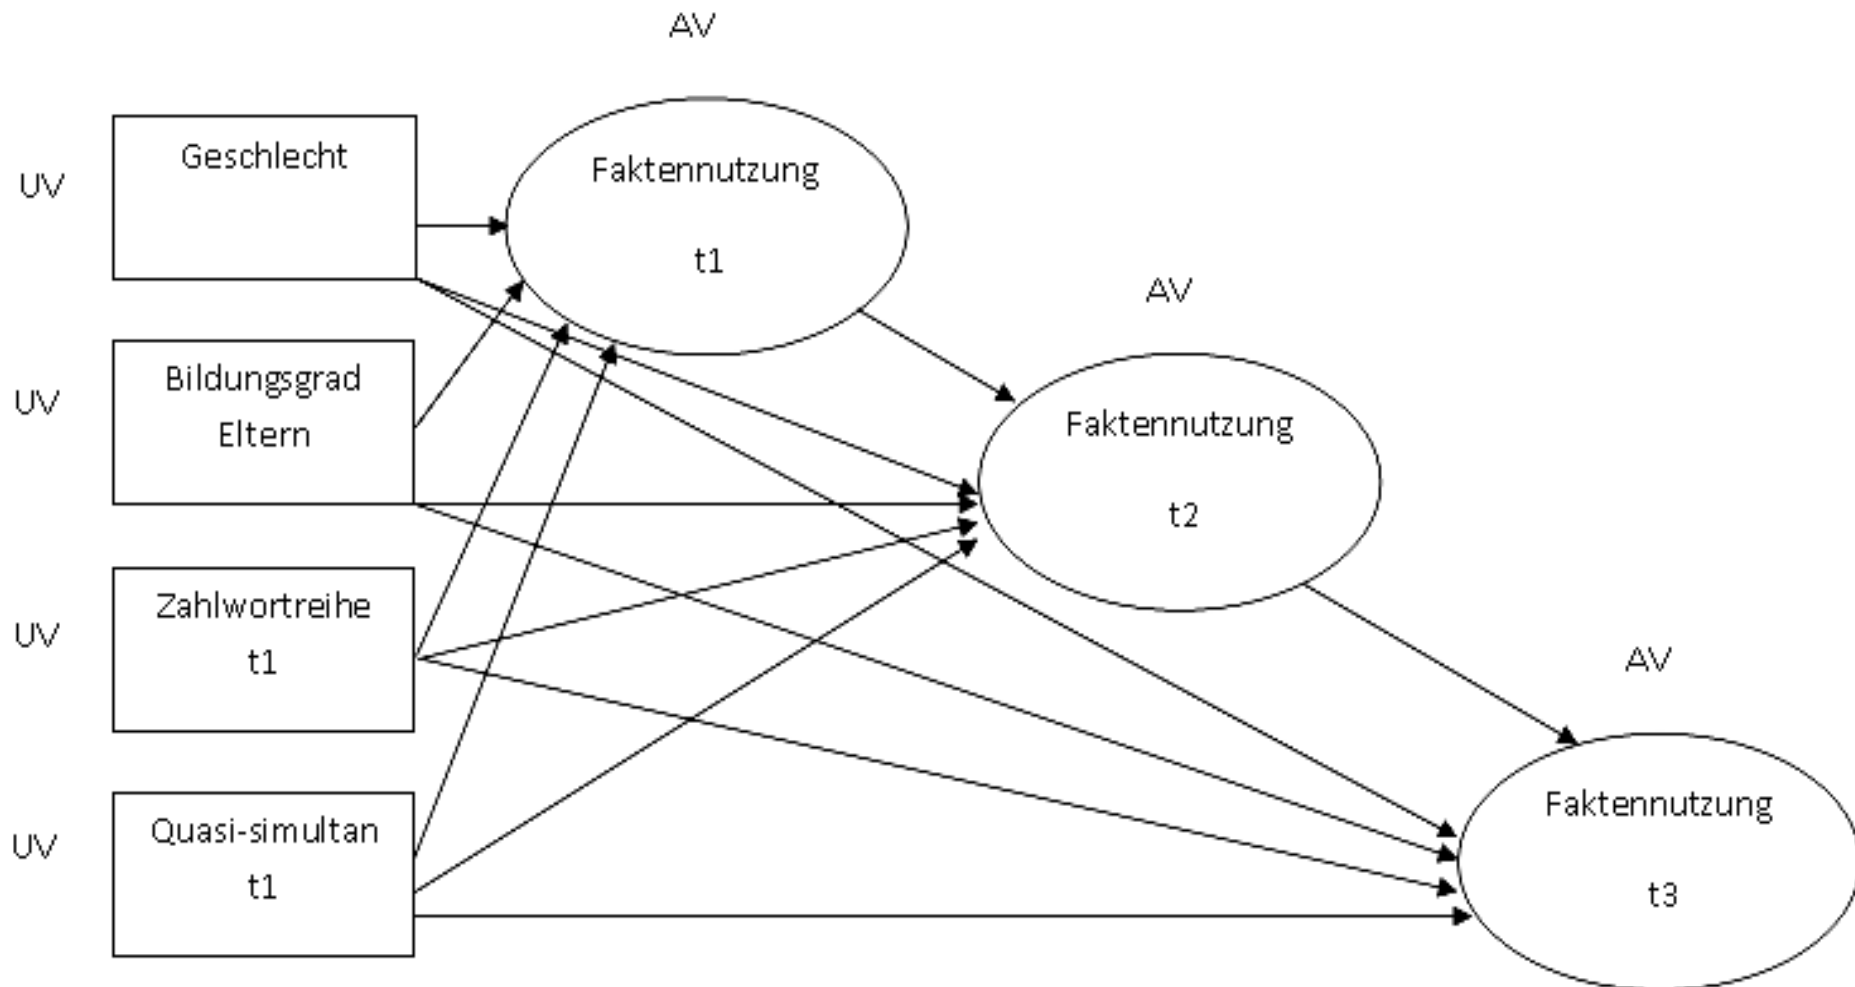 AV
UV
Geschlecht
Faktennutzung
t1
AV
UV
Bildungsgrad
Eltern
Faktennutzung
t2
UV
Zahlwortreihe
t1
AV
UV
Quasi-simultan
t1
Faktennutzung
t3